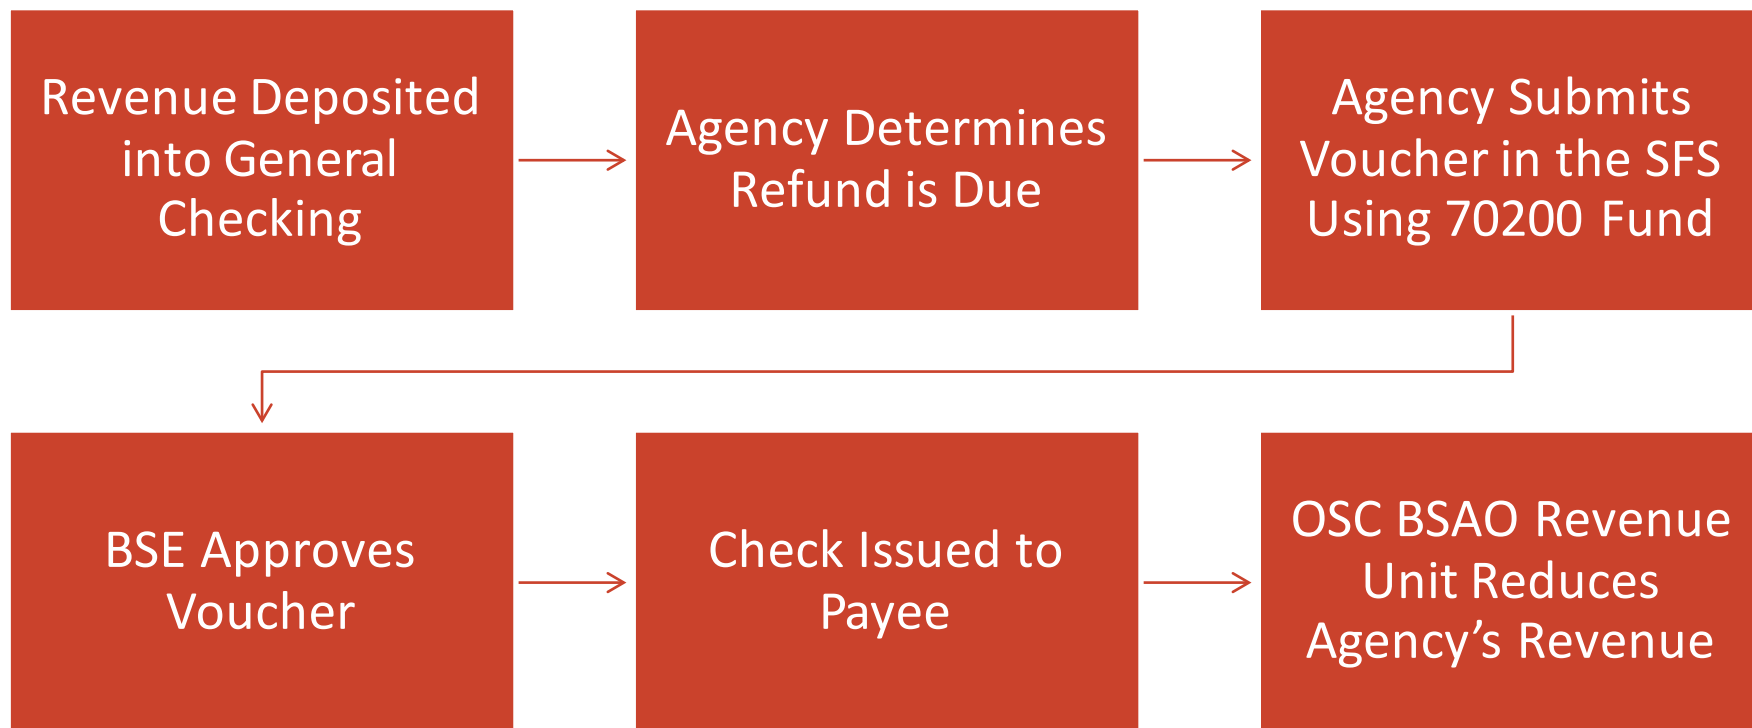 Revenue Deposited
into General
Checking
Agency Determines
Refund is Due
Agency Submits
Voucher in the SFS
Using 70200 Fund
BSE Approves
Voucher
Check Issued to
Payee
OSC BSAO Revenue
Unit Reduces
Agency’s Revenue